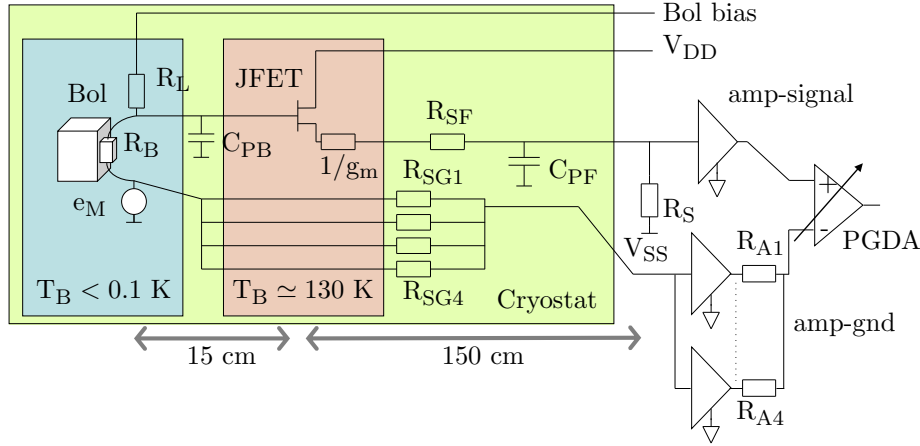 Bol bias
V_DD
R_L
JFET
Bol
amp-signal
R_SF
R_B
C_PB
1/g_m
C_PF
R_SG1
+
e_M
R_S
-
PGDA
V_SS
R_A1
T_B < 0.1 K
T_B ≃ 130 K
R_SG4
Cryostat
amp-gnd
15 cm
150 cm
R_A4